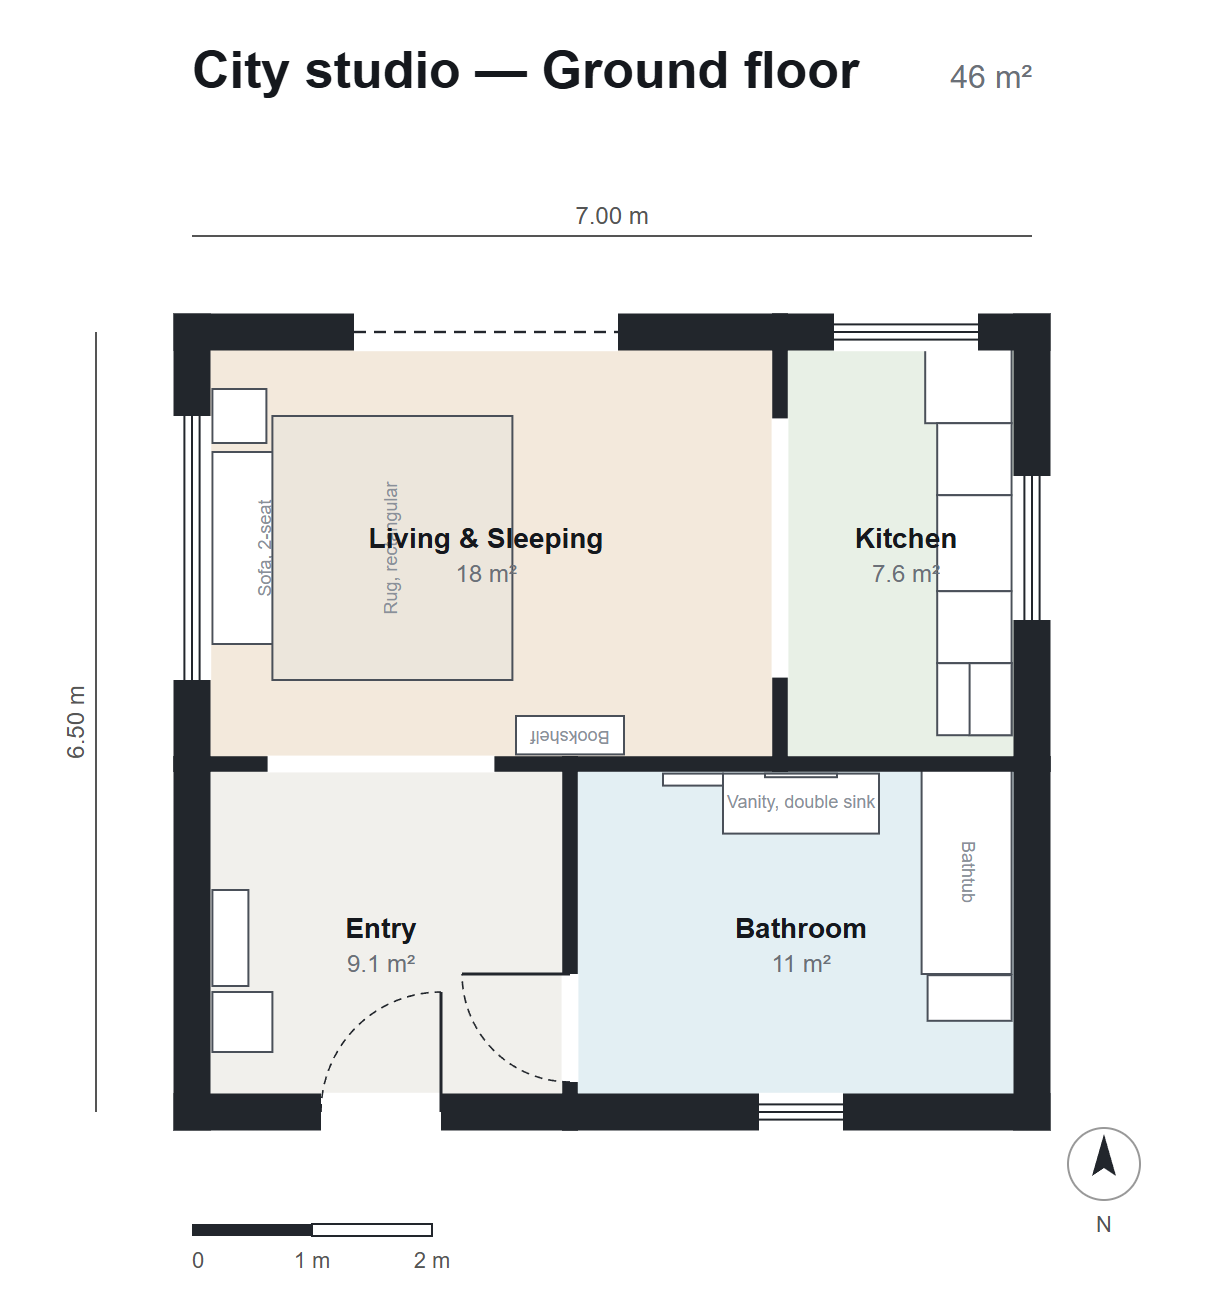 City studio — Ground floor
46 m²
7.00 m
6.50 m
Sofa, 2-seat
Rug, rectangular
Living & Sleeping
18 m²
Kitchen
7.6 m²
Bookshelf
Vanity, double sink
Bathtub
Entry
9.1 m²
Bathroom
11 m²
N
0
1 m
2 m